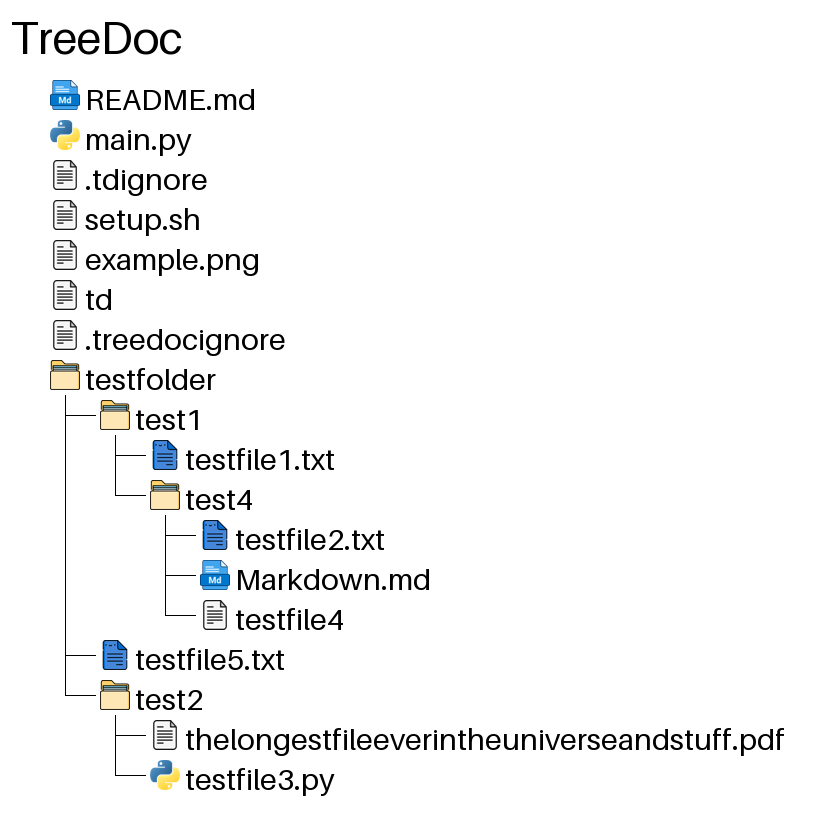 TreeDoc
Md README.md
main.py
.tdignore
setup.sh
example.png
td
.treedocignore
testfolder
test1
testfile1.txt
test4
testfile2.txt
Md Markdown.md
testfile4
testfile5.txt
test2
thelongestfileeverintheuniverseandstuff.pdf
testfile3.py